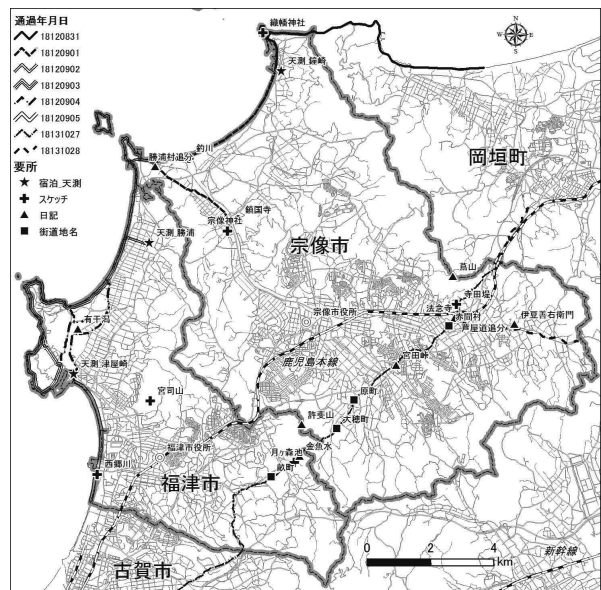 通過年月日
18120831
18120901
18120902
18120903
18120904
18120905
18131027
18131028
要所
宿泊_天測
スケッチ
日記
街道地名
織幡神社
天測_鐘崎
N
W
E
S
岡垣町
釣川
勝浦村追分
鎮国寺
宗像神社
宗像市
天測_勝浦
蔦山
寺田堤
法念寺
赤間村
芦屋道追分
伊豆善右衛門
宗像市役所
有千潟
鹿児島本線
宮田峠
天測_津屋崎
宮司山
原町
許斐山
大穂町
福津市役所
金魚水
月ヶ森池
畝町
西郷川
福津市
古賀市
新幹線
0
2
4
km